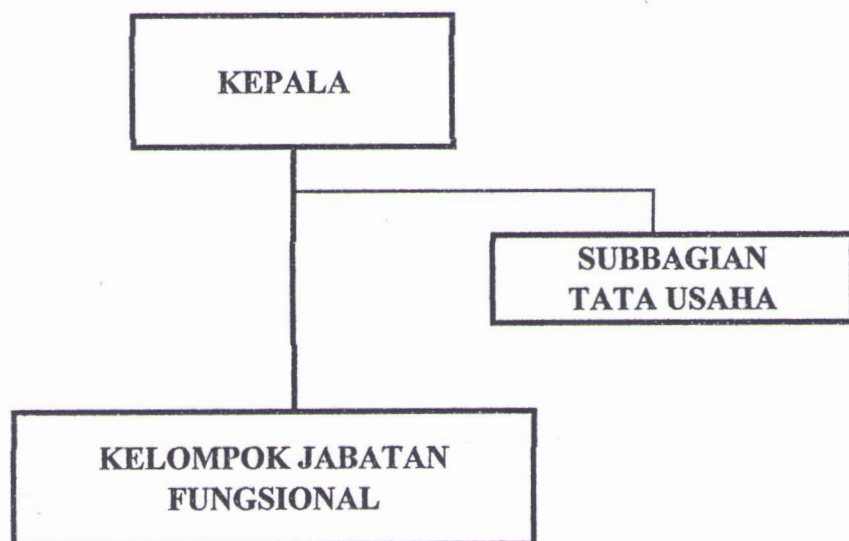 KEPALA
SUBBAGIAN
TATA USAHA
KELOMPOK JABATAN
FUNGSIONAL